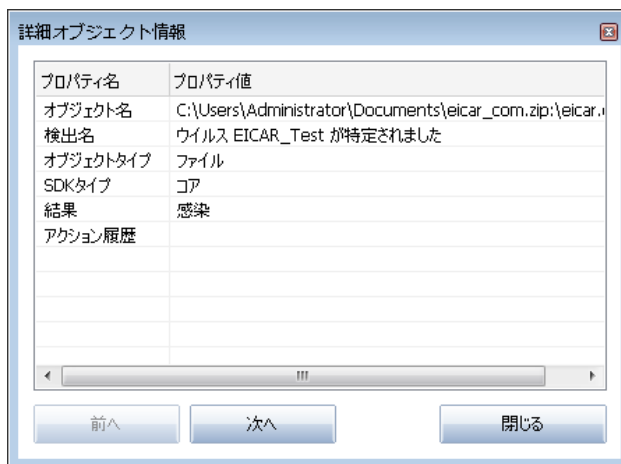 詳細オブジェクト情報
プロパティ名 プロパティ値
オブジェクト名 C:\Users\Administrator\Documents\eicar_com.zip:\eicar.
検出名 ウイルス EICAR_Test が特定されました
オブジェクトタイプ ファイル
SDKタイプ コア
結果 感染
アクション履歴
前へ 次へ 閉じる